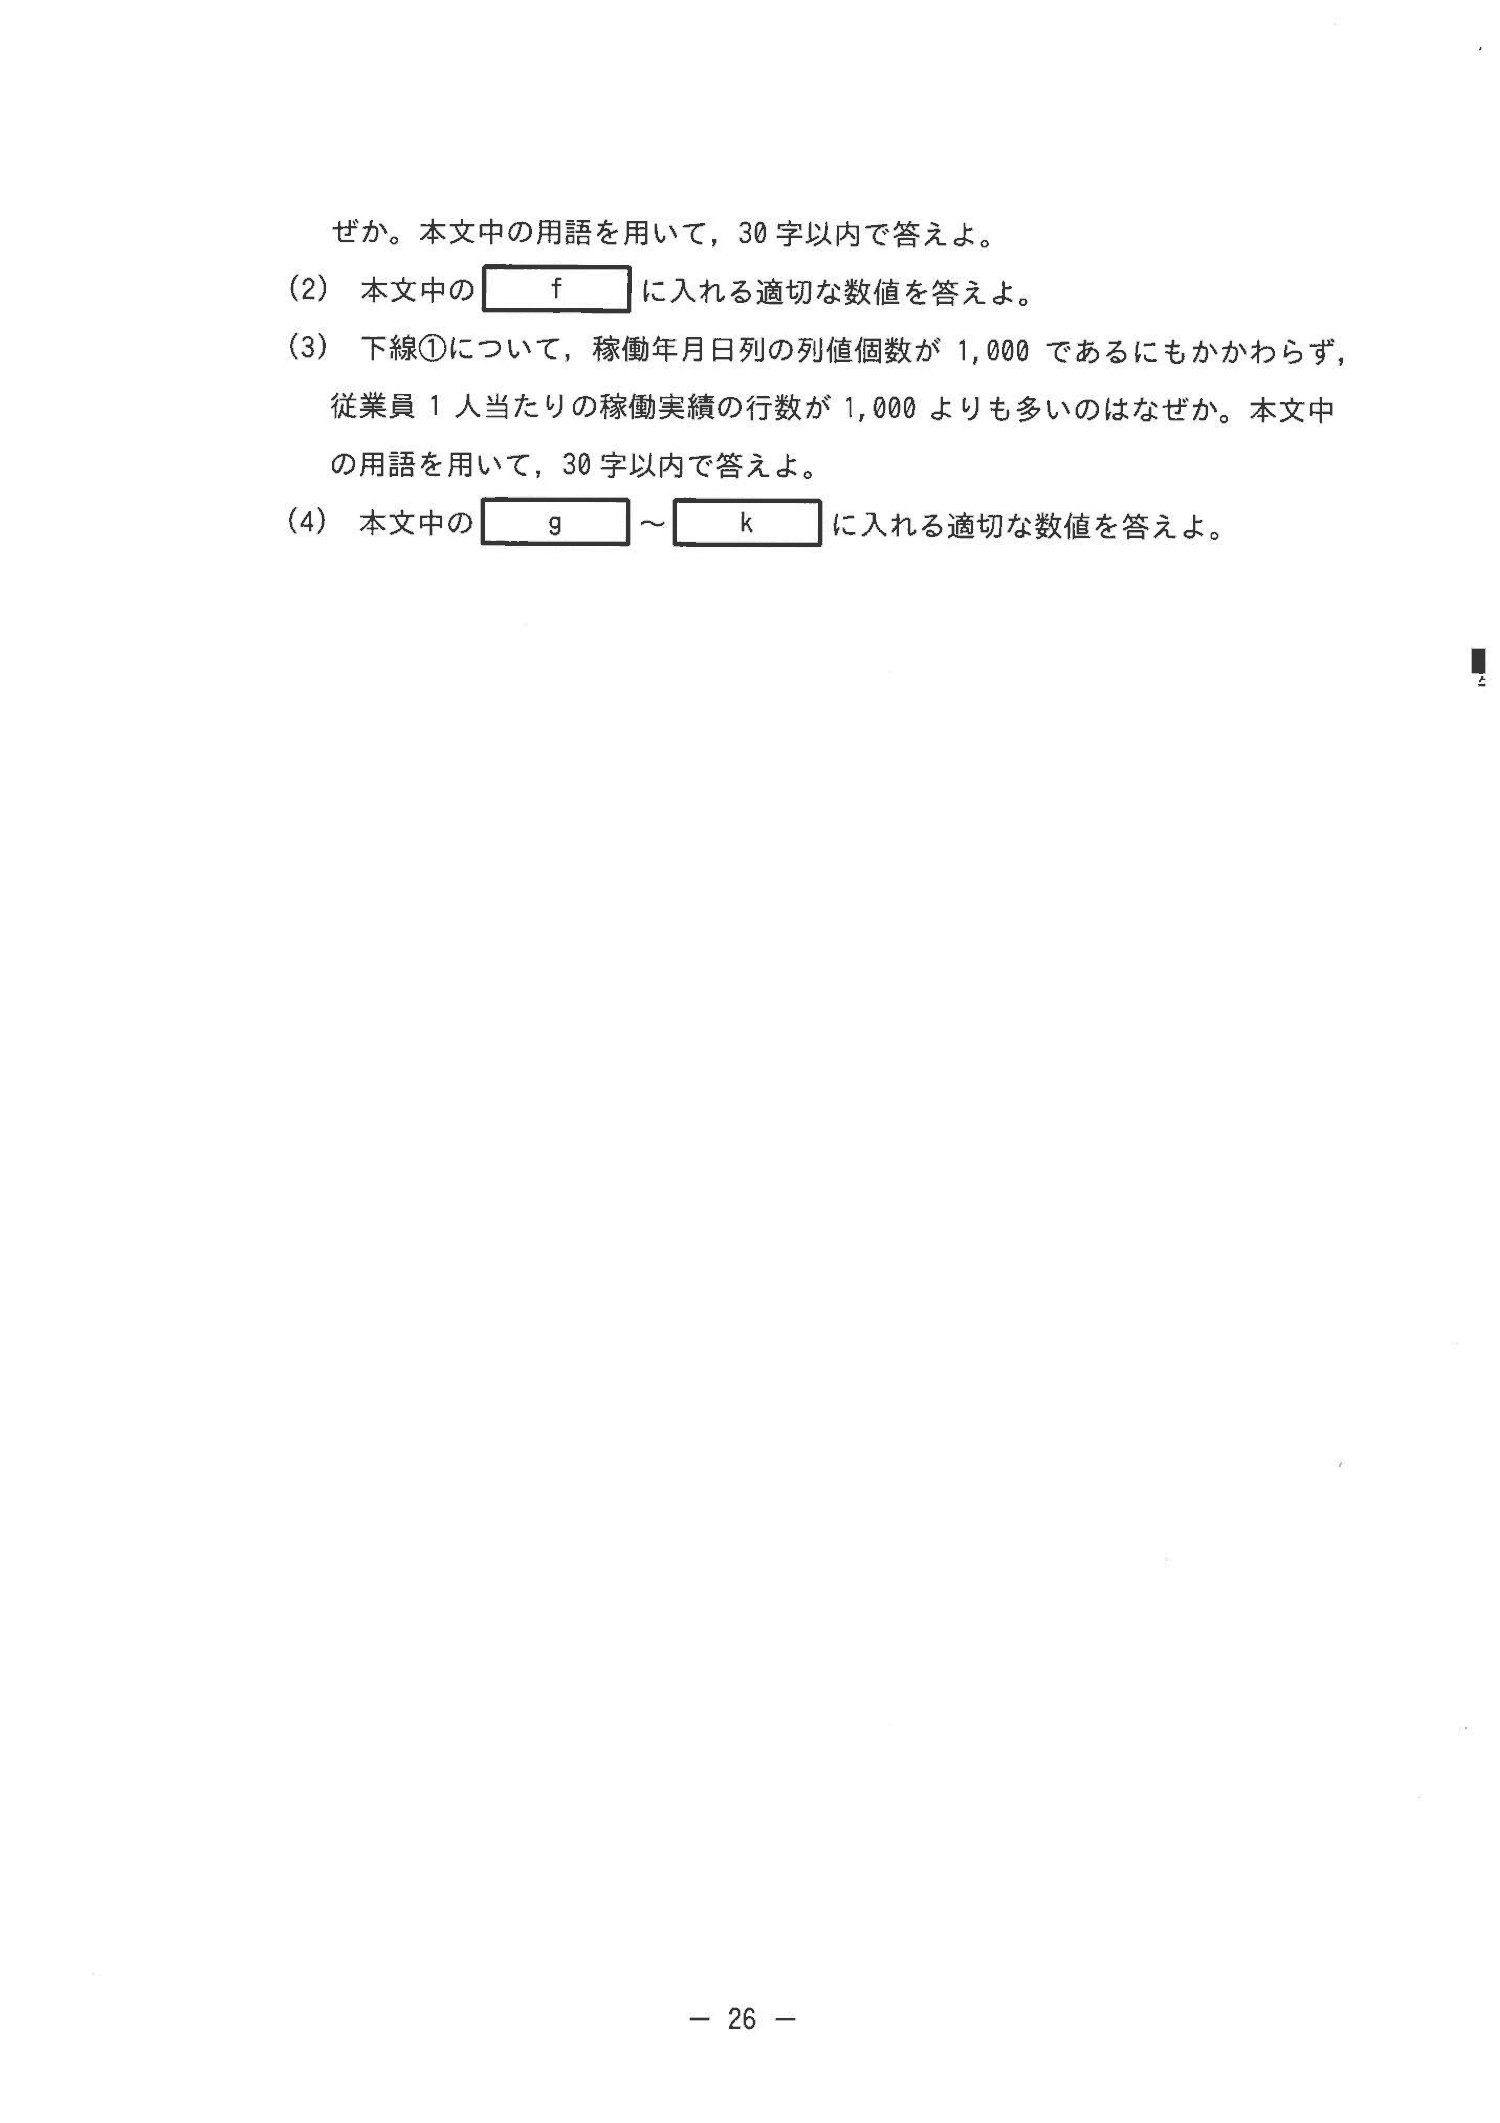 ぜか。本文中の用語を用いて，30 字以内で答えよ。
(2) 本文中の f に入れる適切な数値を答えよ。
(3) 下線①について，稼働年月日列の列値個数が 1,000 であるにもかかわらず，
従業員 1 人当たりの稼働実績の行数が 1,000 よりも多いのはなぜか。本文中
の用語を用いて，30 字以内で答えよ。
(4) 本文中の g ～ k に入れる適切な数値を答えよ。
－ 26 －